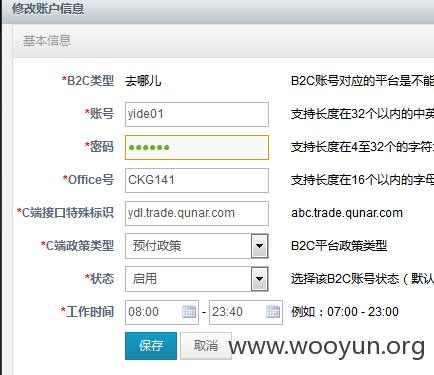 修改账户信息
基本信息
*B2C类型 去哪儿 B2C账号对应的平台是不能
*账号 yide01 支持长度在32个以内的中英
*密码 ●●●●●● 支持长度在4至32个的字符
*Office号 CKG141 支持长度在16个以内的字母
*C端接口特殊标识 ydl.trade.qunar.com abc.trade.qunar.com
*C端政策类型 预付政策 B2C平台政策类型
*状态 启用 选择该B2C账号状态（默认
*工作时间 08:00 - 23:40 例如：07:00 - 23:00
保存 取消
www.wooyun.org